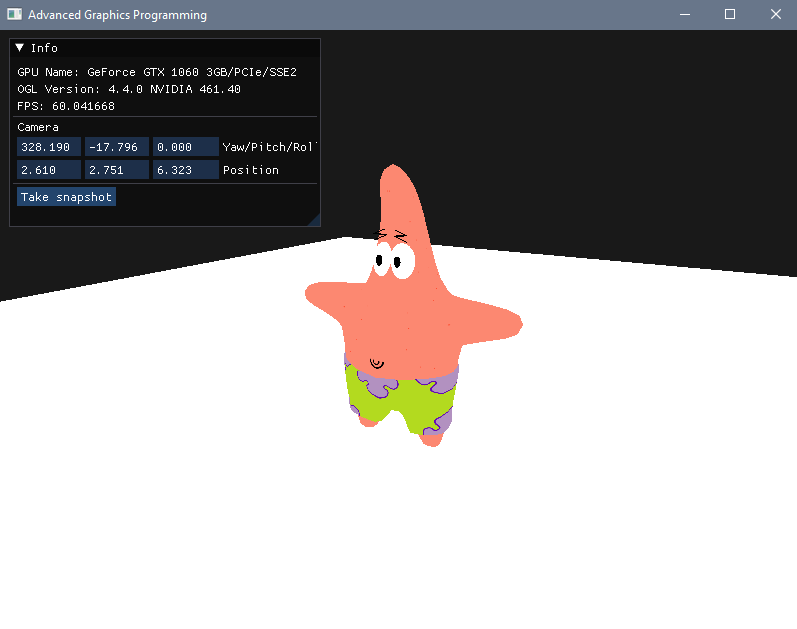 Advanced Graphics Programming
Info
GPU Name: GeForce GTX 1060 3GB/PCIe/SSE2
OGL Version: 4.4.0 NVIDIA 461.40
FPS: 60.041668
Camera
328.190 -17.796 0.000 Yaw/Pitch/Roll
2.610 2.751 6.323 Position
Take snapshot